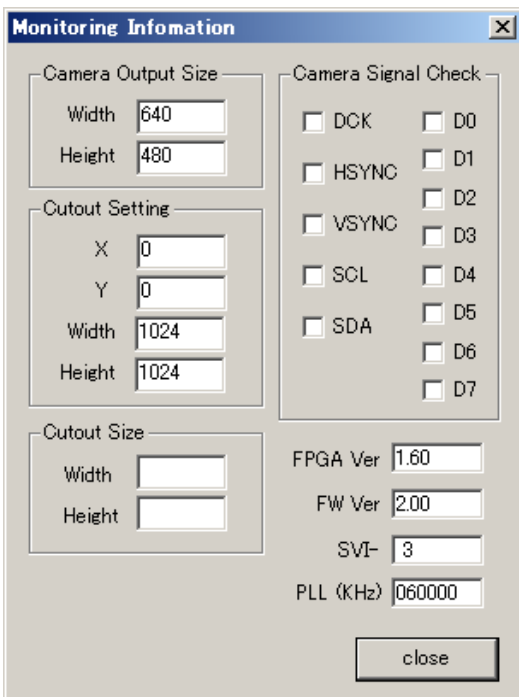 Monitoring Infomation
Camera Output Size
Width 640
Height 480
Cutout Setting
X 0
Y 0
Width 1024
Height 1024
Cutout Size
Width
Height
Camera Signal Check
DCK D0
HSYNC D1
VSYNC D2
SCL D3
SDA D4
D5
D6
D7
FPGA Ver 1.60
FW Ver 2.00
SVI- 3
PLL (KHz) 060000
close